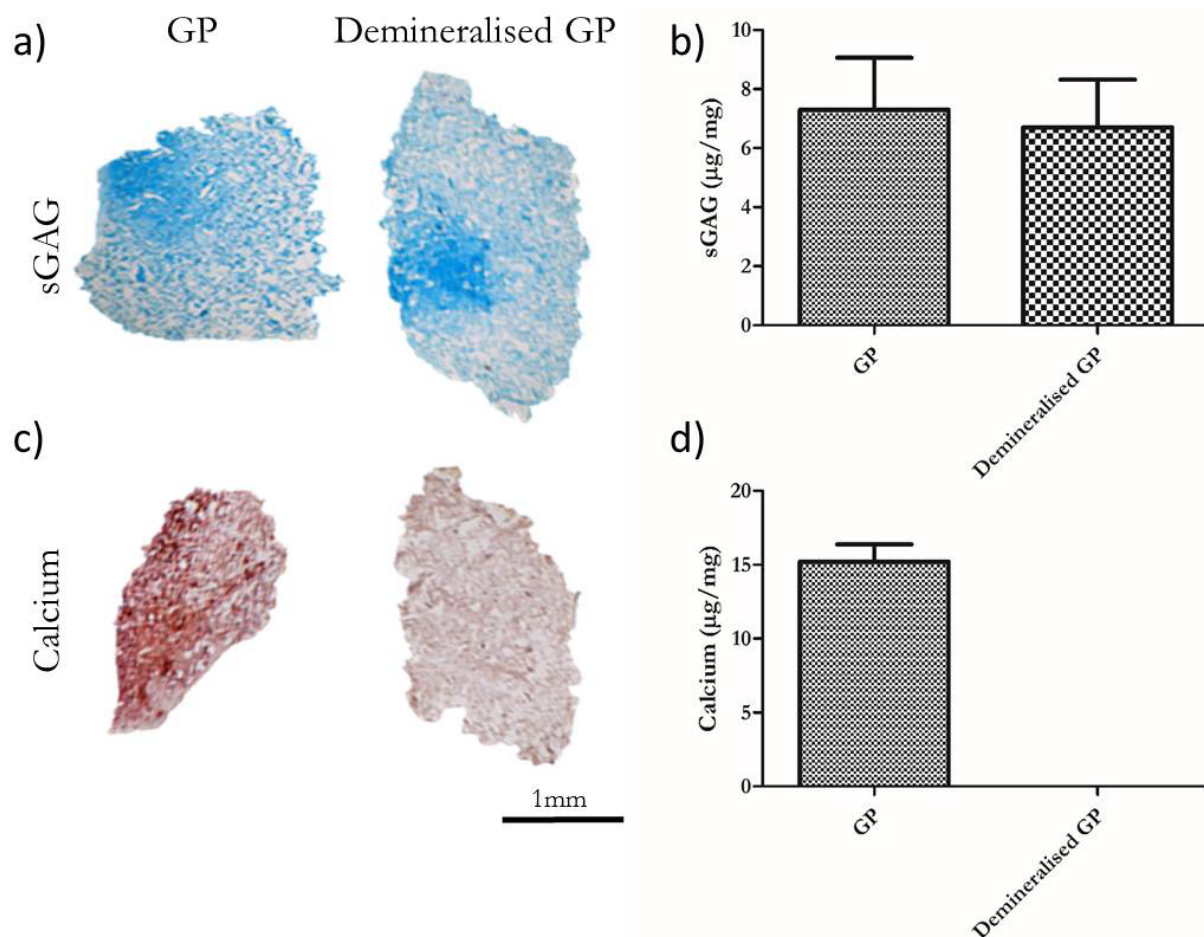 a)
GP
Demineralised GP
sGAG
b)
sGAG (µg/mg)
10
8
6
4
2
0
GP
Demineralised GP
c)
Calcium
1mm
d)
Calcium (µg/mg)
20
15
10
5
0
GP
Demineralised GP